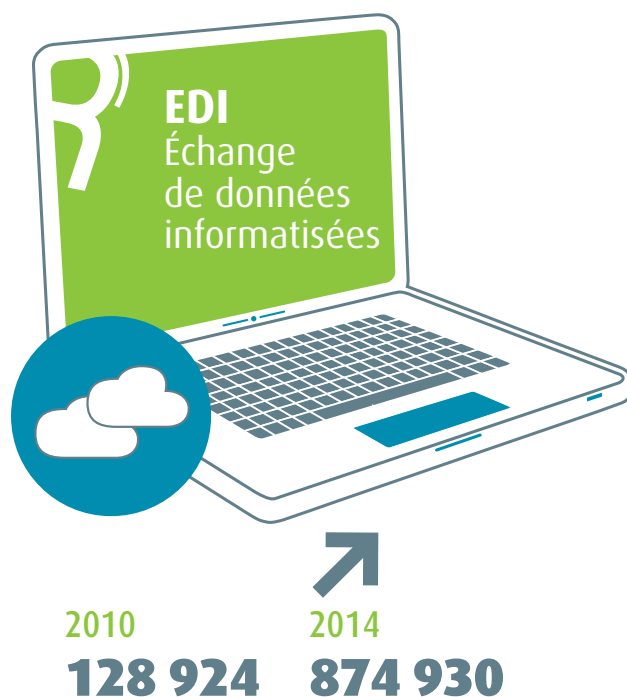 EDI
Échange
de données
informatisées
2010
2014
128 924
874 930